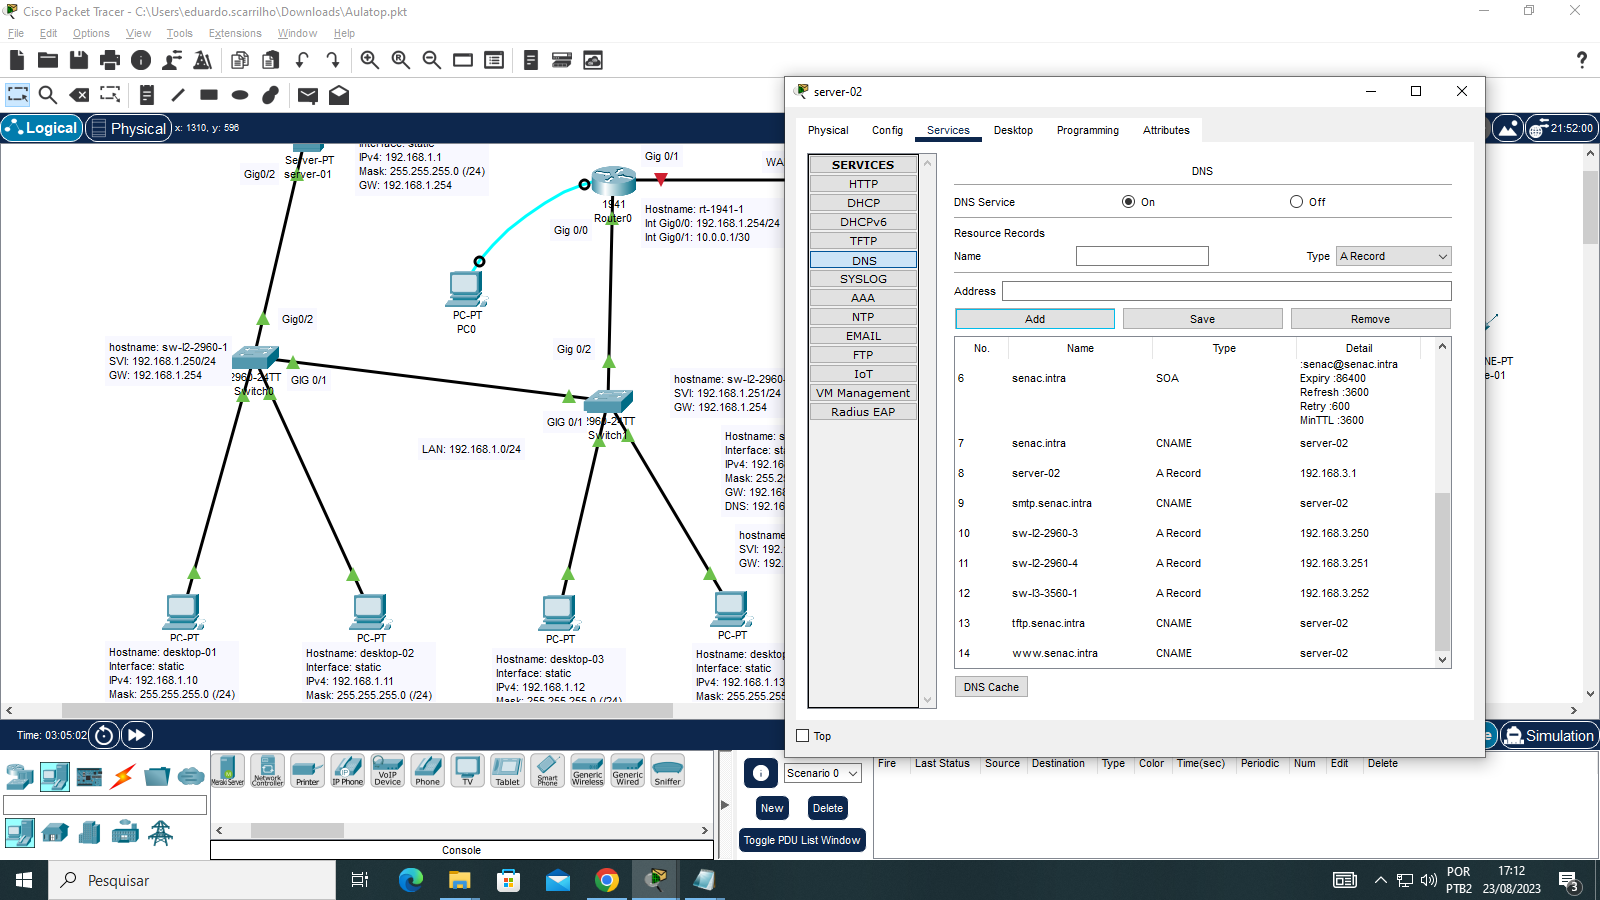 Cisco Packet Tracer - C:\Users\eduardo.scarrilho\Downloads\Aulatop.pkt
File Edit Options View Tools Extensions Window Help
Logical
Physical
x: 1310, y: 596
21:52:00
Server-PT
server-01
Gig0/2
IPv4: 192.168.1.1
Mask: 255.255.255.0 (/24)
GW: 192.168.1.254
Gig 0/1
WA
1941
Router0
Hostname: rt-1941-1
Int Gig0/0: 192.168.1.254/24
Int Gig0/1: 10.0.0.1/30
Gig 0/0
PC-PT
PC0
Gig0/2
hostname: sw-l2-2960-1
SVI: 192.168.1.250/24
GW: 192.168.1.254
2960-24TT
Switch0
GIG 0/1
Gig 0/2
hostname: sw-l2-2960-
SVI: 192.168.1.251/24
GW: 192.168.1.254
GIG 0/1
2960-24TT
Switch1
LAN: 192.168.1.0/24
Hostname: s
Interface: sta
IPv4: 192.16
Mask: 255.25
GW: 192.168
DNS: 192.16
hostname
SVI: 192.
GW: 192.
PC-PT
PC-PT
PC-PT
PC-PT
Hostname: desktop-01
Interface: static
IPv4: 192.168.1.10
Mask: 255.255.255.0 (/24)
Hostname: desktop-02
Interface: static
IPv4: 192.168.1.11
Mask: 255.255.255.0 (/24)
Hostname: desktop-03
Interface: static
IPv4: 192.168.1.12
Mask: 255.255.255.0 (/24)
Hostname: desktop
Interface: static
IPv4: 192.168.1.13
Mask: 255.255.255.0
server-02
Physical Config Services Desktop Programming Attributes
SERVICES
HTTP
DHCP
DHCPv6
TFTP
DNS
SYSLOG
AAA
NTP
EMAIL
FTP
IoT
VM Management
Radius EAP
DNS
DNS Service On Off
Resource Records
Name Type A Record
Address
Add Save Remove
No. Name Type Detail
:senac@senac.intra
6 senac.intra SOA Expiry :86400
Refresh :3600
Retry :600
MinTTL :3600
7 senac.intra CNAME server-02
8 server-02 A Record 192.168.3.1
9 smtp.senac.intra CNAME server-02
10 sw-l2-2960-3 A Record 192.168.3.250
11 sw-l2-2960-4 A Record 192.168.3.251
12 sw-l3-3560-1 A Record 192.168.3.252
13 tftp.senac.intra CNAME server-02
14 www.senac.intra CNAME server-02
DNS Cache
Top
NE-PT
e-01
Time: 03:05:02
e
Simulation
Meraki Server
Network Controller
Printer
IP Phone
VoIP Device
Phone
TV
Tablet
Smart Phone
Generic Wireless
Generic Wired
Sniffer
Console
Scenario 0
New Delete
Toggle PDU List Window
Fire Last Status Source Destination Type Color Time(sec) Periodic Num Edit Delete
Pesquisar
POR
PTB2
17:12
23/08/2023
3